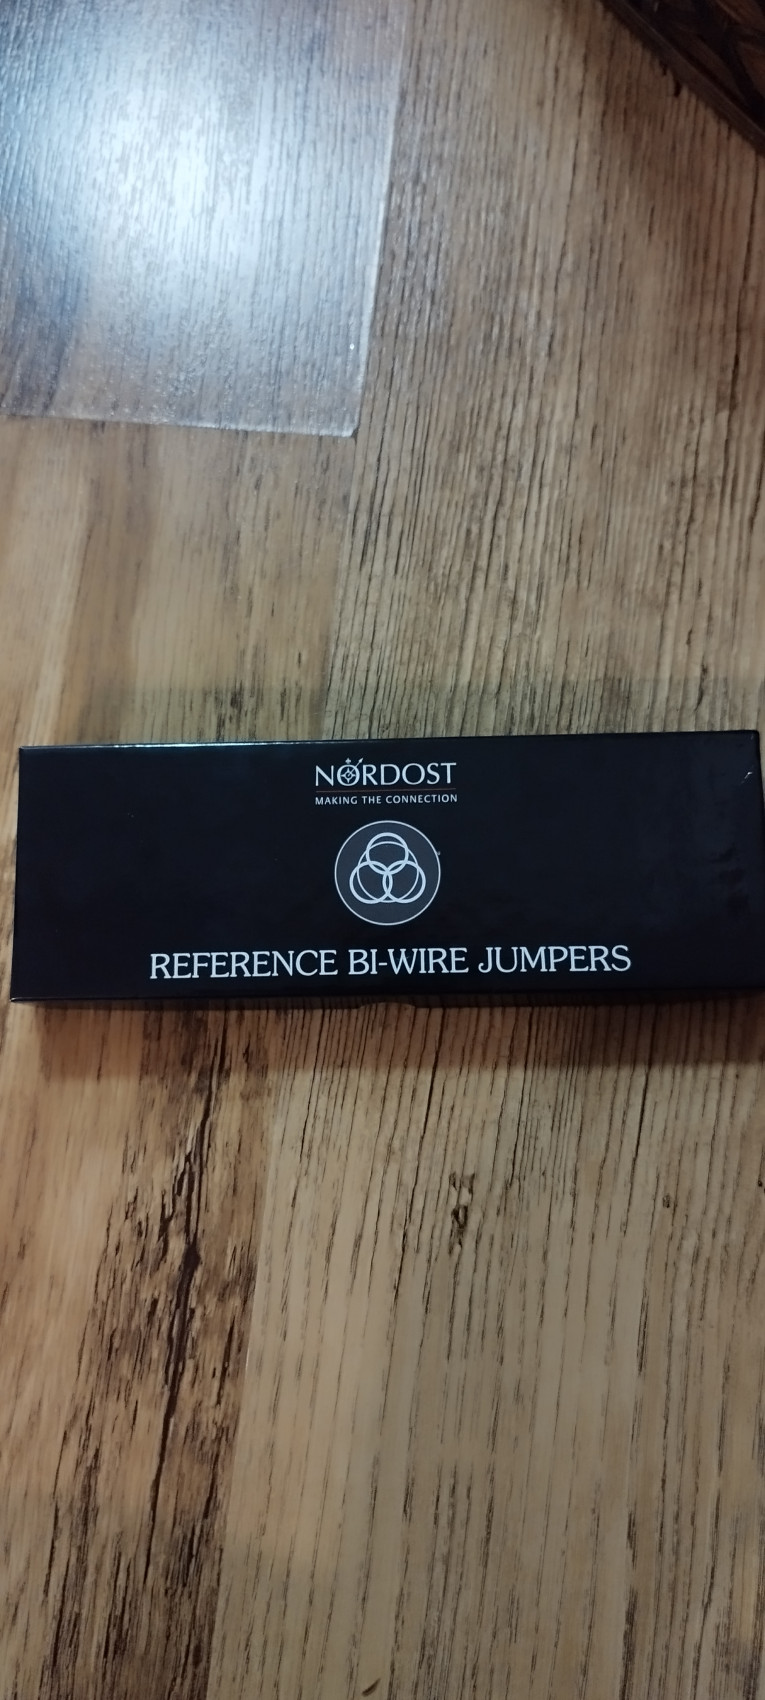 NORDOST
MAKING THE CONNECTION
REFERENCE BI-WIRE JUMPERS